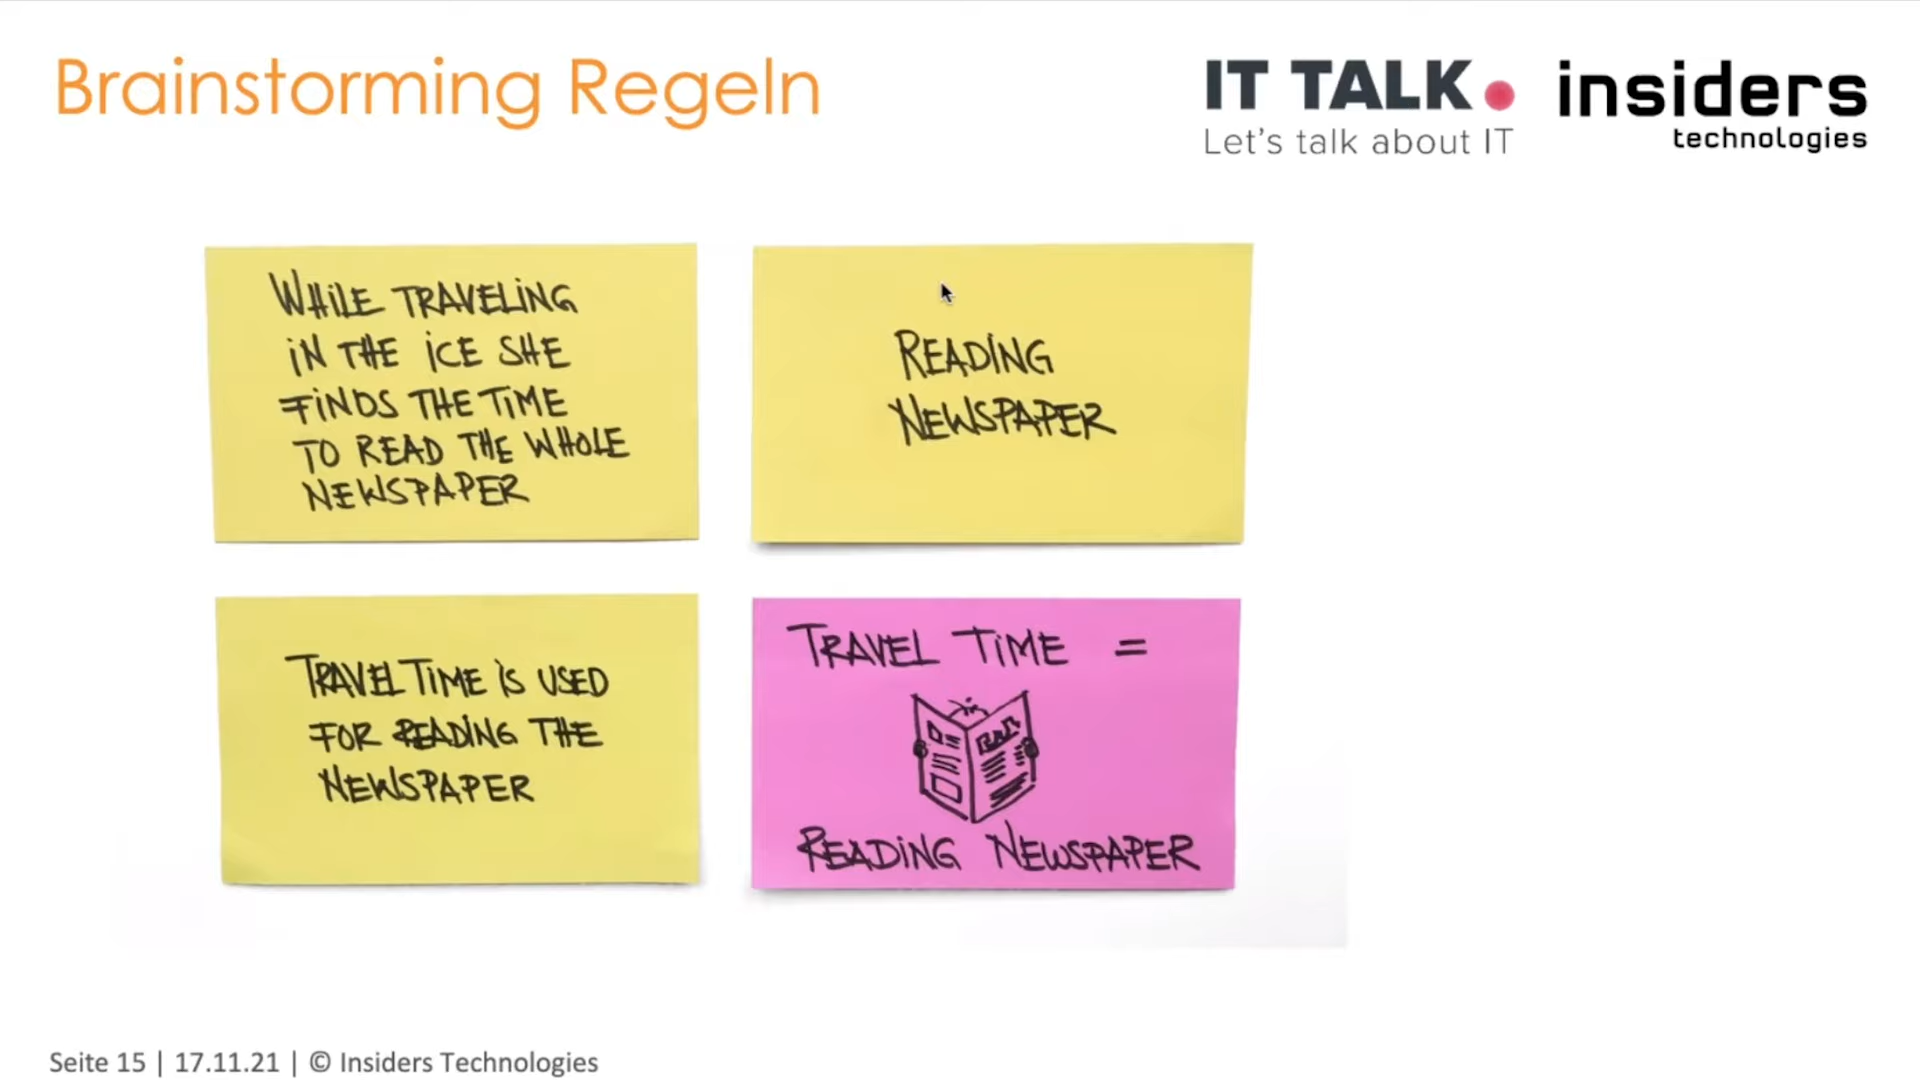 Brainstorming Regeln
IT TALK
Let's talk about IT
insiders
technologies
WHILE TRAVELING
IN THE ICE SHE
FINDS THE TIME
TO READ THE WHOLE
NEWSPAPER
READING
NEWSPAPER
TRAVEL TIME IS USED
FOR READING THE
NEWSPAPER
TRAVEL TIME =
READING NEWSPAPER
Seite 15 | 17.11.21 | © Insiders Technologies